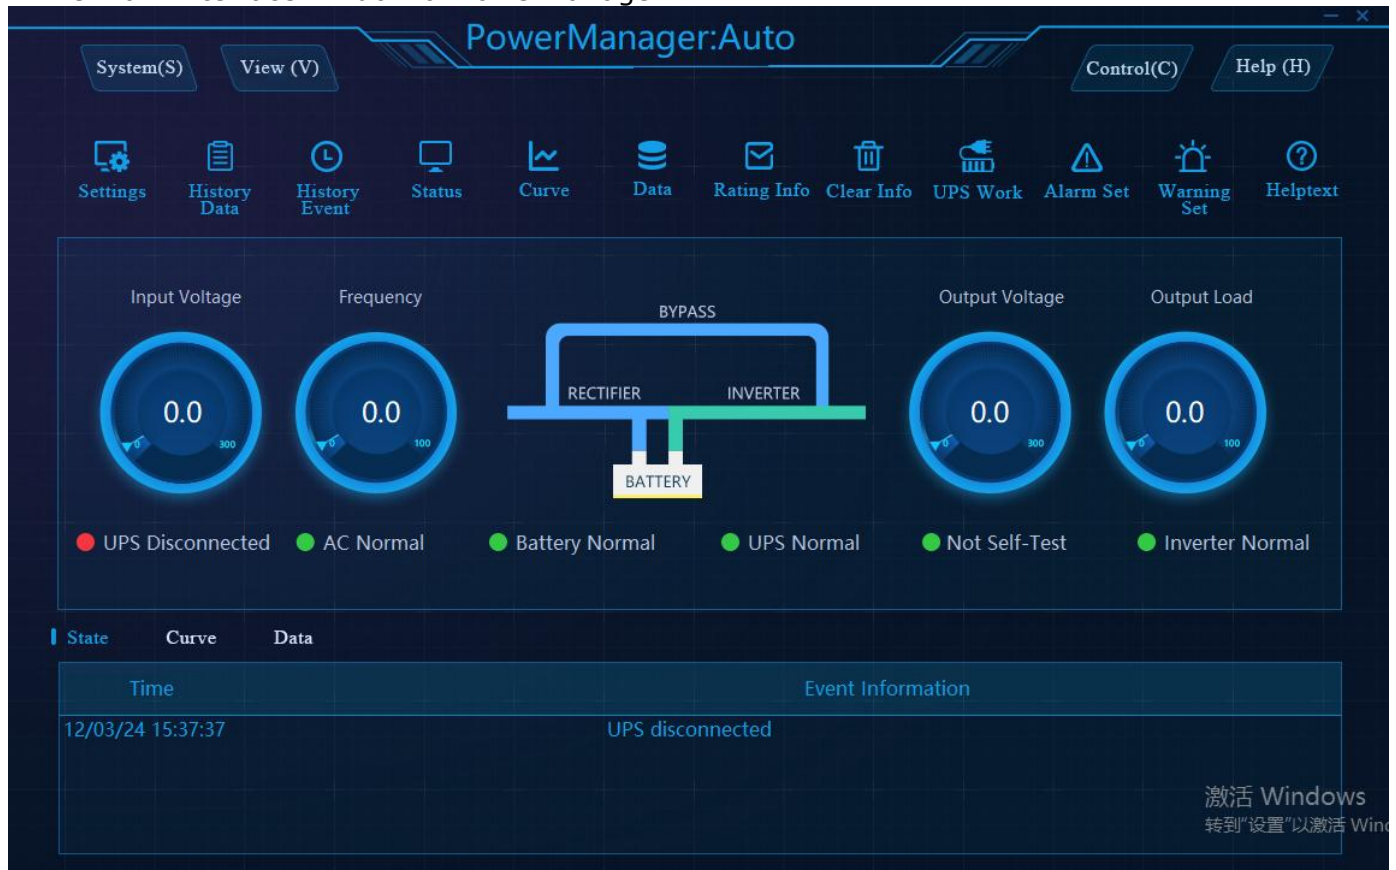 PowerManager:Auto
System(S)
View (V)
Control(C)
Help (H)
Settings
History
Data
History
Event
Status
Curve
Data
Rating Info
Clear Info
UPS Work
Alarm Set
Warning
Set
Helptext
Input Voltage
Frequency
BYPASS
Output Voltage
Output Load
RECTIFIER
INVERTER
0.0
0
300
0.0
0
100
0.0
0
300
0.0
0
100
BATTERY
UPS Disconnected
AC Normal
Battery Normal
UPS Normal
Not Self-Test
Inverter Normal
State
Curve
Data
Time
Event Information
12/03/24 15:37:37
UPS disconnected
激活 Windows
转到"设置"以激活 Wind